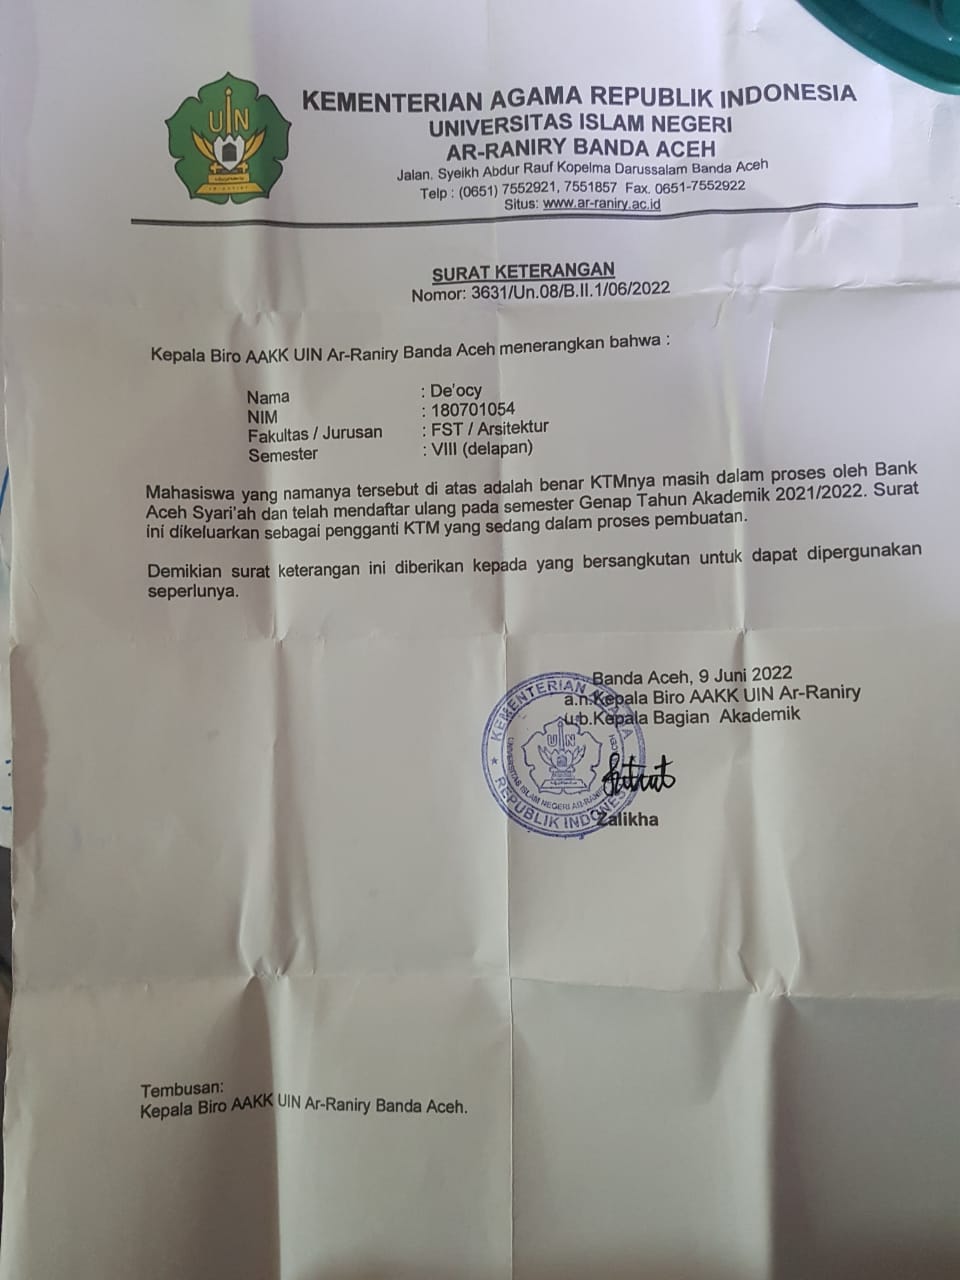 UIN
KEMENTERIAN AGAMA REPUBLIK INDONESIA
UNIVERSITAS ISLAM NEGERI
AR-RANIRY BANDA ACEH
Jalan. Syeikh Abdur Rauf Kopelma Darussalam Banda Aceh
Telp : (0651) 7552921, 7551857 Fax. 0651-7552922
Situs: www.ar-raniry.ac.id
SURAT KETERANGAN
Nomor: 3631/Un.08/B.II.1/06/2022
Kepala Biro AAKK UIN Ar-Raniry Banda Aceh menerangkan bahwa :
Nama : De'ocy
NIM : 180701054
Fakultas / Jurusan : FST / Arsitektur
Semester : VIII (delapan)
Mahasiswa yang namanya tersebut di atas adalah benar KTMnya masih dalam proses oleh Bank
Aceh Syari'ah dan telah mendaftar ulang pada semester Genap Tahun Akademik 2021/2022. Surat
ini dikeluarkan sebagai pengganti KTM yang sedang dalam proses pembuatan.
Demikian surat keterangan ini diberikan kepada yang bersangkutan untuk dapat dipergunakan
seperlunya.
Banda Aceh, 9 Juni 2022
a.n.Kepala Biro AAKK UIN Ar-Raniry
u.b.Kepala Bagian Akademik
KEMENTERIAN AGAMA
UNIVERSITAS ISLAM NEGERI AR-RANIRY ACEH
UIN
REPUBLIK INDONESIA
Zalikha
Tembusan:
Kepala Biro AAKK UIN Ar-Raniry Banda Aceh.